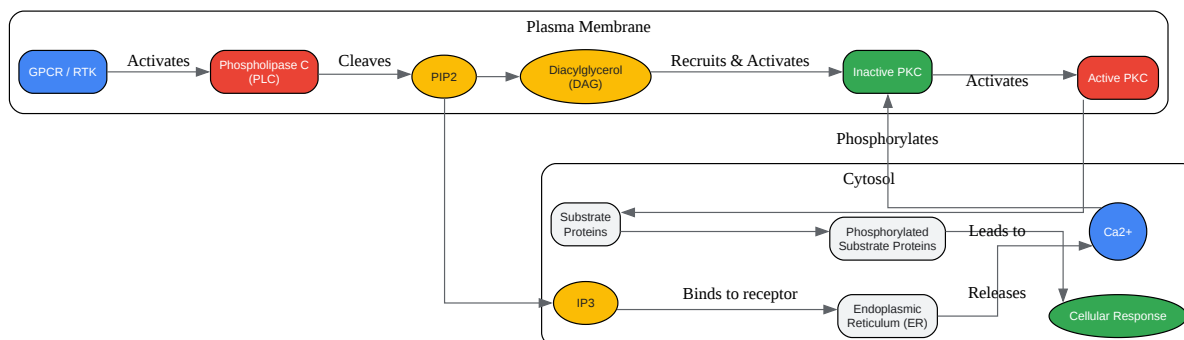 Plasma Membrane
GPCR / RTK
Activates
Phospholipase C
(PLC)
Cleaves
PIP2
Diacylglycerol
(DAG)
Recruits & Activates
Inactive PKC
Activates
Active PKC
Phosphorylates
Cytosol
Substrate
Proteins
Phosphorylated
Substrate Proteins
Leads to
Ca2+
IP3
Binds to receptor
Endoplasmic
Reticulum (ER)
Releases
Cellular Response